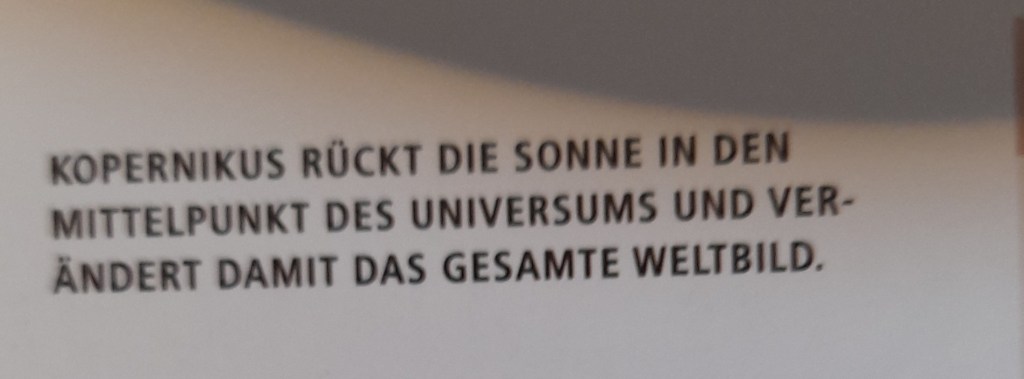 KOPERNIKUS RÜCKT DIE SONNE IN DEN
MITTELPUNKT DES UNIVERSUMS UND VER-
ÄNDERT DAMIT DAS GESAMTE WELTBILD.